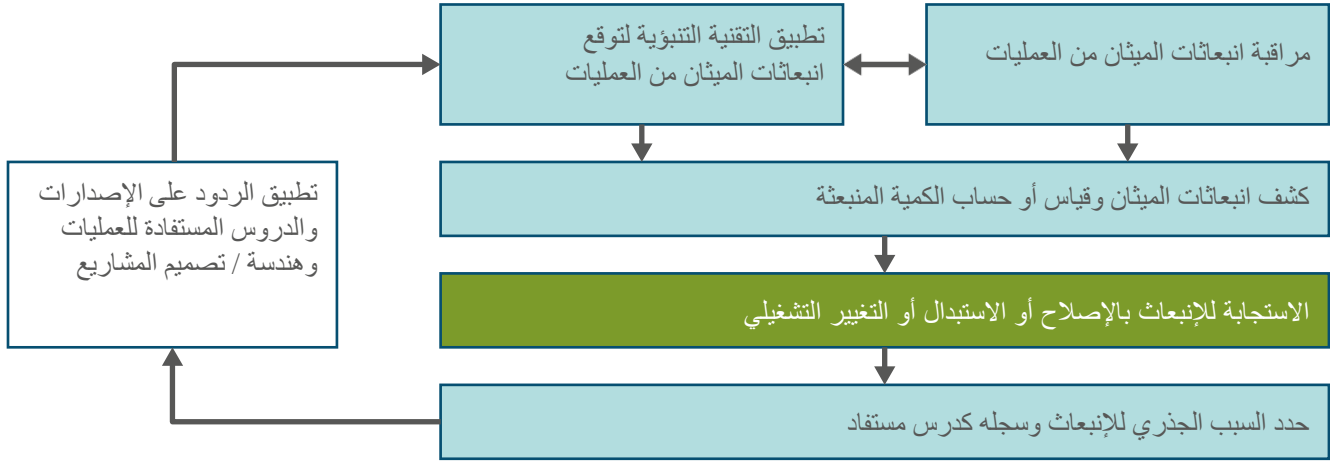 مراقبة انبعاثات الميثان من العمليات
تطبيق التقنية التنبؤية لتوقع
انبعاثات الميثان من العمليات
كشف انبعاثات الميثان وقياس أو حساب الكمية المنبعثة
الاستجابة للإنبعاث بالإصلاح أو الاستبدال أو التغيير التشغيلي
حدد السبب الجذري للإنبعاث وسجله كدرس مستفاد
تطبيق الردود على الإصدارات
والدروس المستفادة للعمليات
وهندسة / تصميم المشاريع